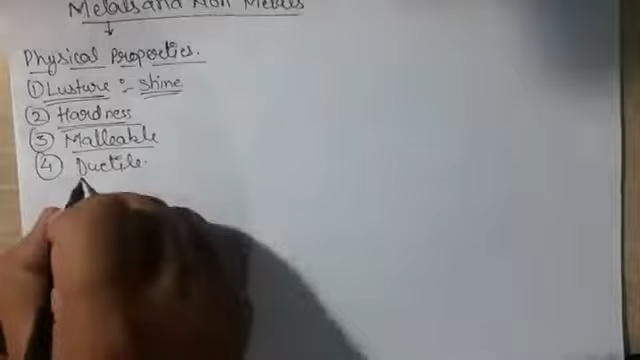 Metals and Non Metals
Physical Properties.
① Lusture :- Shine
② Hardness
③ Malleable
④ Ductile.